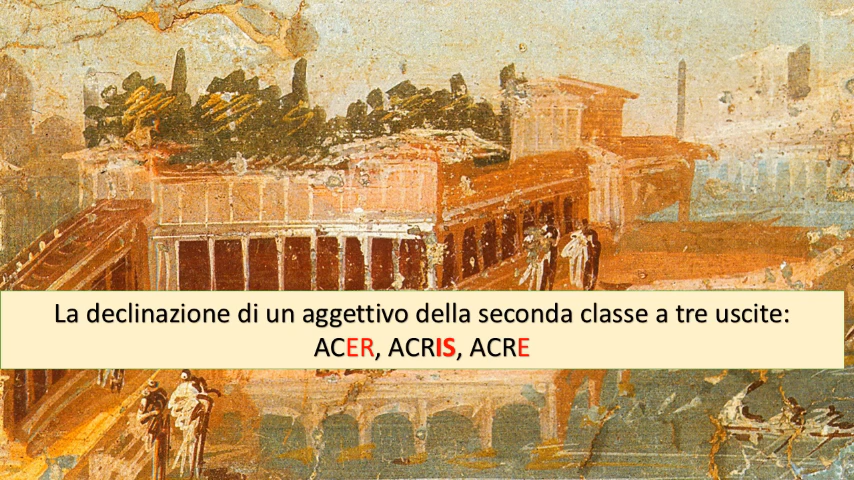 La declinazione di un aggettivo della seconda classe a tre uscite:
ACER, ACRIS, ACRE